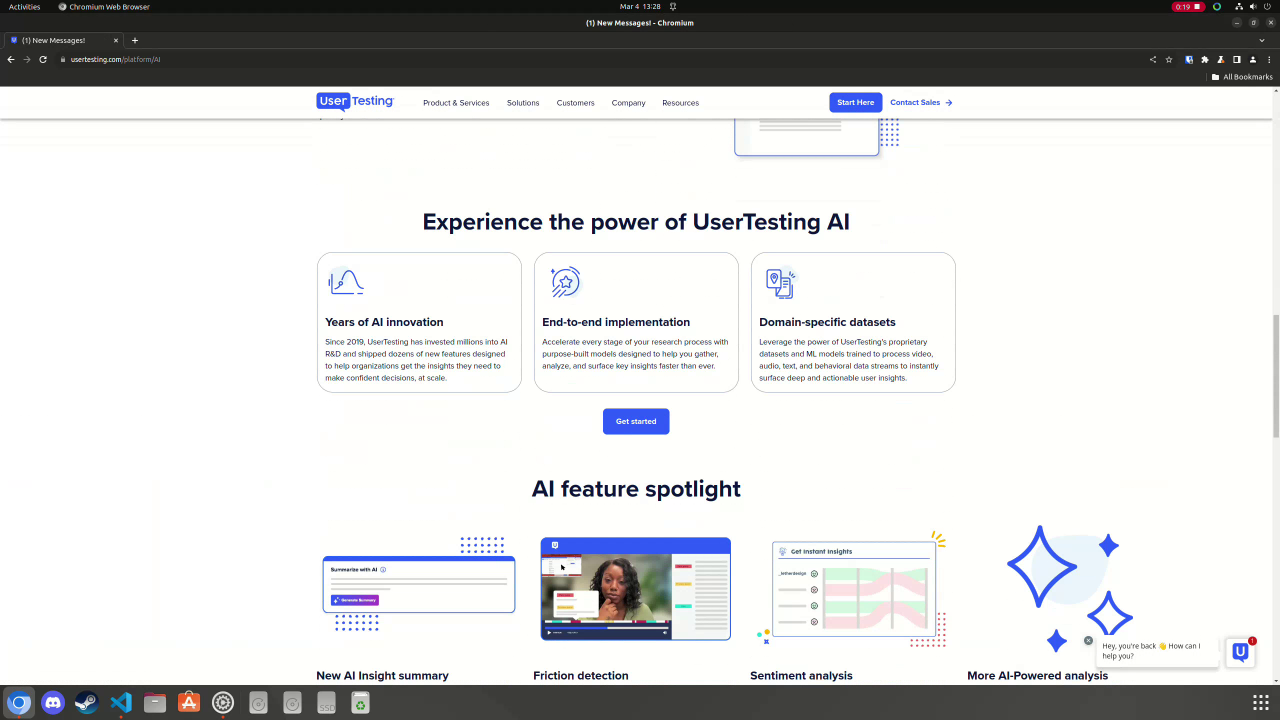 Activities
Chromium Web Browser
Mar 4 13:28
0:19
(1) New Messages! - Chromium
(1) New Messages!
usertesting.com/platform/AI
All Bookmarks
User Testing
Product & Services
Solutions
Customers
Company
Resources
Start Here
Contact Sales
Experience the power of UserTesting AI
Years of AI innovation
Since 2019, UserTesting has invested millions into AI
R&D and shipped dozens of new features designed
to help organizations get the insights they need to
make confident decisions, at scale.
End-to-end implementation
Accelerate every stage of your research process with
purpose-built models designed to help you gather,
analyze, and surface key insights faster than ever.
Domain-specific datasets
Leverage the power of UserTesting's proprietary
datasets and ML models trained to process video,
audio, text, and behavioral data streams to instantly
surface deep and actionable user insights.
Get started
AI feature spotlight
Summarize with AI
Generate Summary
Get Instant Insights
New AI Insight summary
Friction detection
Sentiment analysis
More AI-Powered analysis
Hey, you're back 👋 How can I
help you?
1
SSD